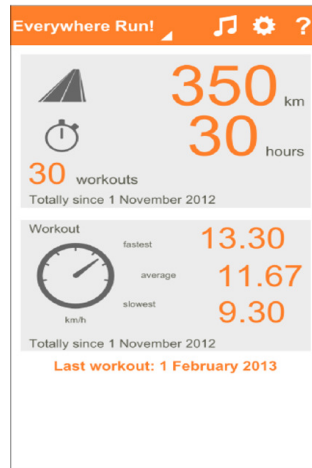 Everywhere Run! ?
350 km
30 hours
30 workouts
Totally since 1 November 2012
Workout
fastest 13.30
average 11.67
slowest 9.30
km/h
Totally since 1 November 2012
Last workout: 1 February 2013